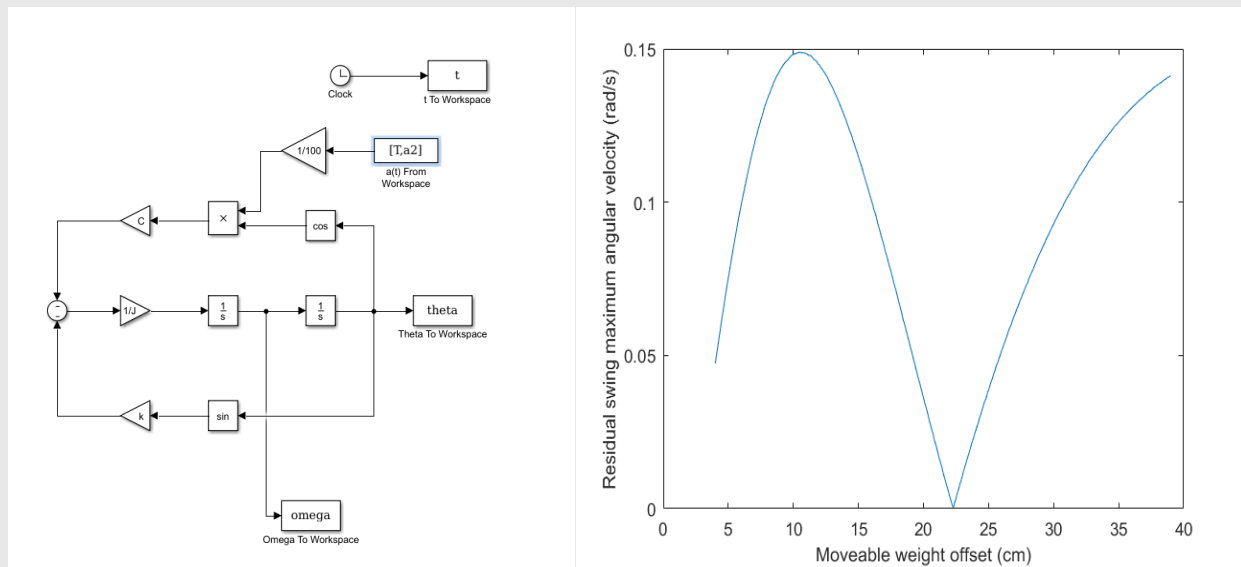 t
Clock
t To Workspace
1/100
[T,a2]
a(t) From
Workspace
C
×
cos
-
-
1/J
1
s
1
s
theta
Theta To Workspace
k
sin
omega
Omega To Workspace
Residual swing maximum angular velocity (rad/s)
0.15
0.1
0.05
0
0 5 10 15 20 25 30 35 40
Moveable weight offset (cm)